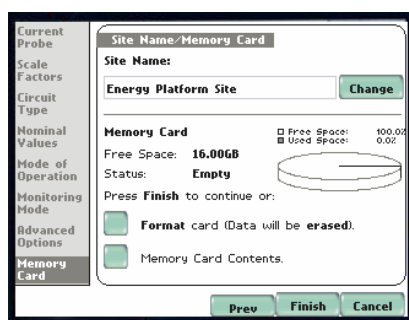 Current
Probe
Scale
Factors
Circuit
Type
Nominal
Values
Mode of
Operation
Monitoring
Mode
Advanced
Options
Memory
Card
Site Name/Memory Card
Site Name:
Energy Platform Site
Change
Memory Card
Free Space: 100.0%
Used Space: 0.0%
Free Space: 16.00GB
Status: Empty
Press Finish to continue or:
Format card (Data will be erased).
Memory Card Contents.
Prev
Finish
Cancel